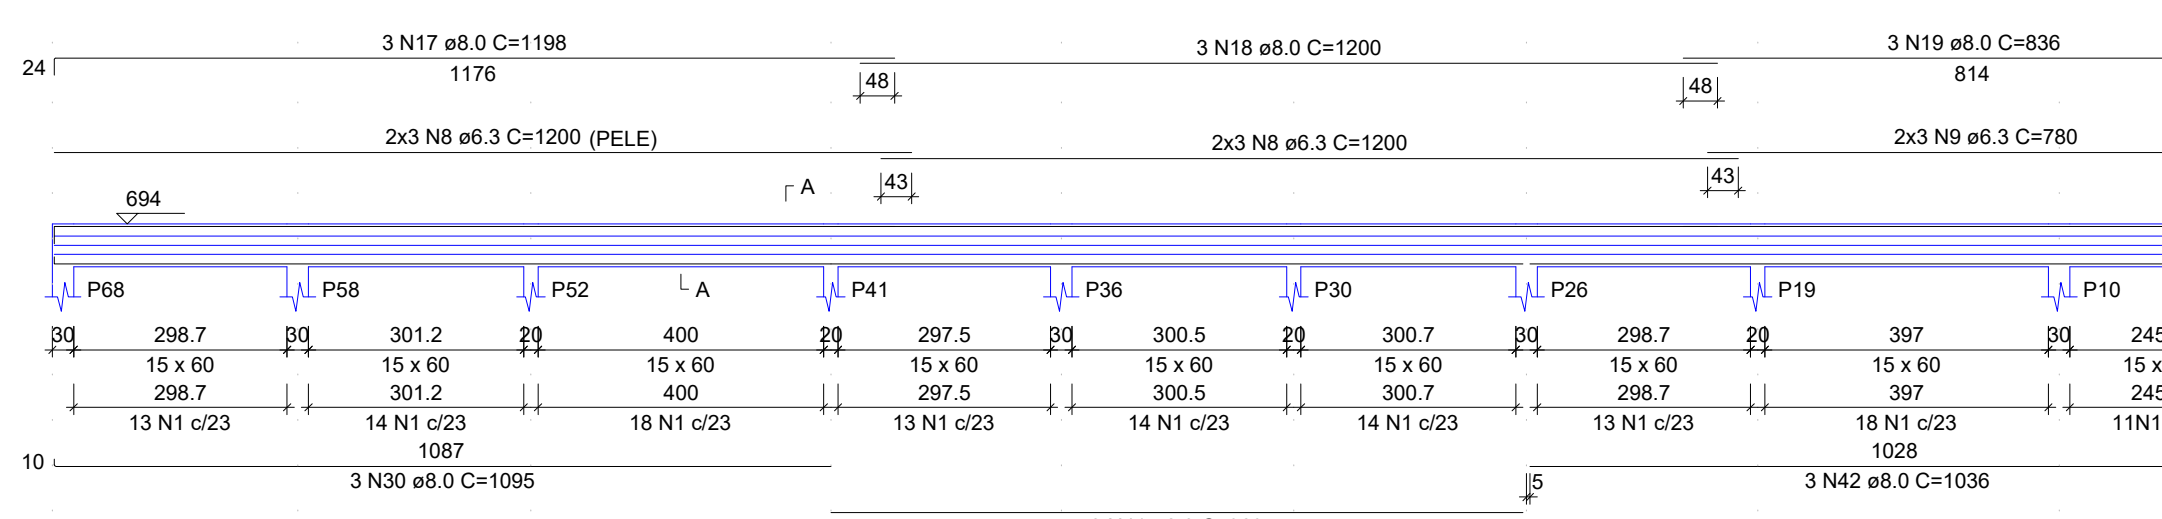 3 N17 ø8.0 C=1198
3 N18 ø8.0 C=1200
3 N19 ø8.0 C=836
24
1176
48
48
814
2x3 N8 ø6.3 C=1200 (PELE)
2x3 N8 ø6.3 C=1200
2x3 N9 ø6.3 C=780
694
A
43
43
P68
P58
P52
A
P41
P36
P30
P26
P19
P10
30 298.7 30 301.2 20 400 20 297.5 30 300.5 20 300.7 30 298.7 20 397 30 245
15 x 60 15 x 60 15 x 60 15 x 60 15 x 60 15 x 60 15 x 60 15 x 60 15 x
298.7 301.2 400 297.5 300.5 300.7 298.7 397 245
13 N1 c/23 14 N1 c/23 18 N1 c/23 13 N1 c/23 14 N1 c/23 14 N1 c/23 13 N1 c/23 18 N1 c/23 11N1
10
1087
1028
3 N30 ø8.0 C=1095
5
3 N42 ø8.0 C=1036